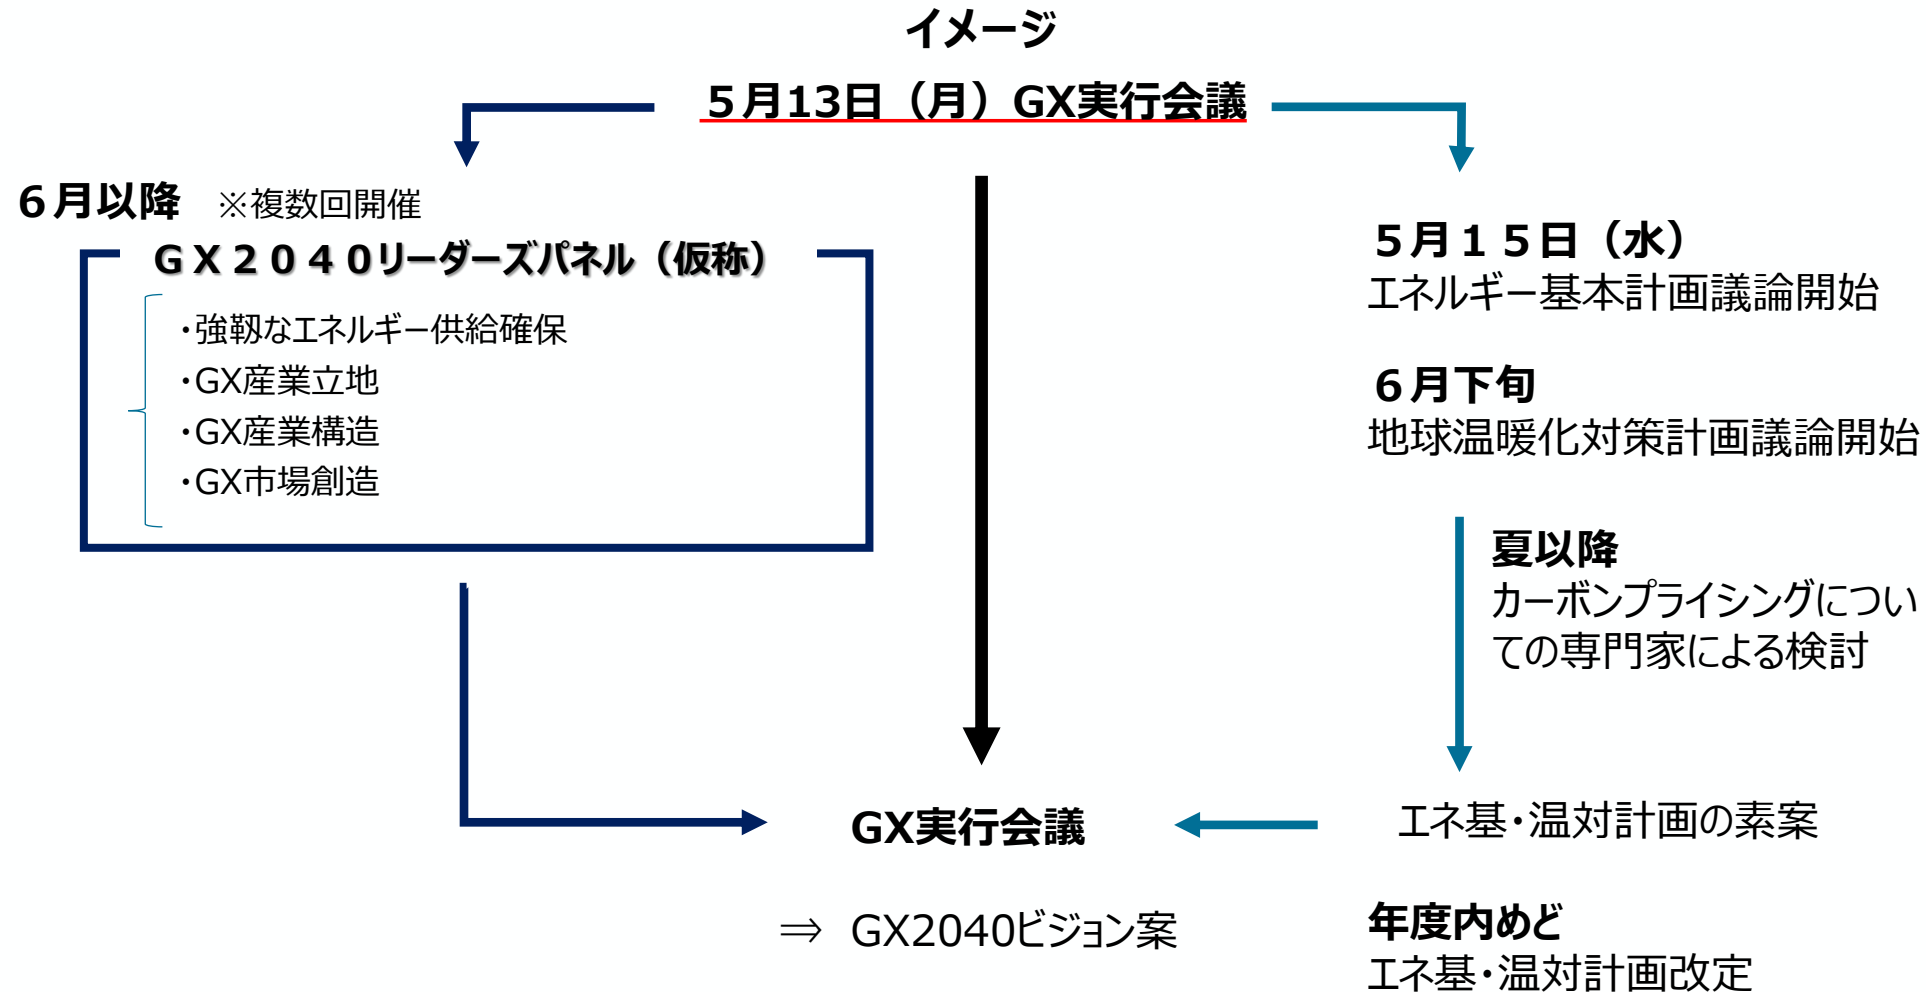 イメージ
5月13日（月）GX実行会議
6月以降　※複数回開催
ＧＸ２０４０リーダーズパネル（仮称）
・強靱なエネルギー供給確保
・GX産業立地
・GX産業構造
・GX市場創造
5月１５日（水）
エネルギー基本計画議論開始
６月下旬
地球温暖化対策計画議論開始
夏以降
カーボンプライシングについ
ての専門家による検討
GX実行会議
エネ基・温対計画の素案
⇒　GX2040ビジョン案
年度内めど
エネ基・温対計画改定